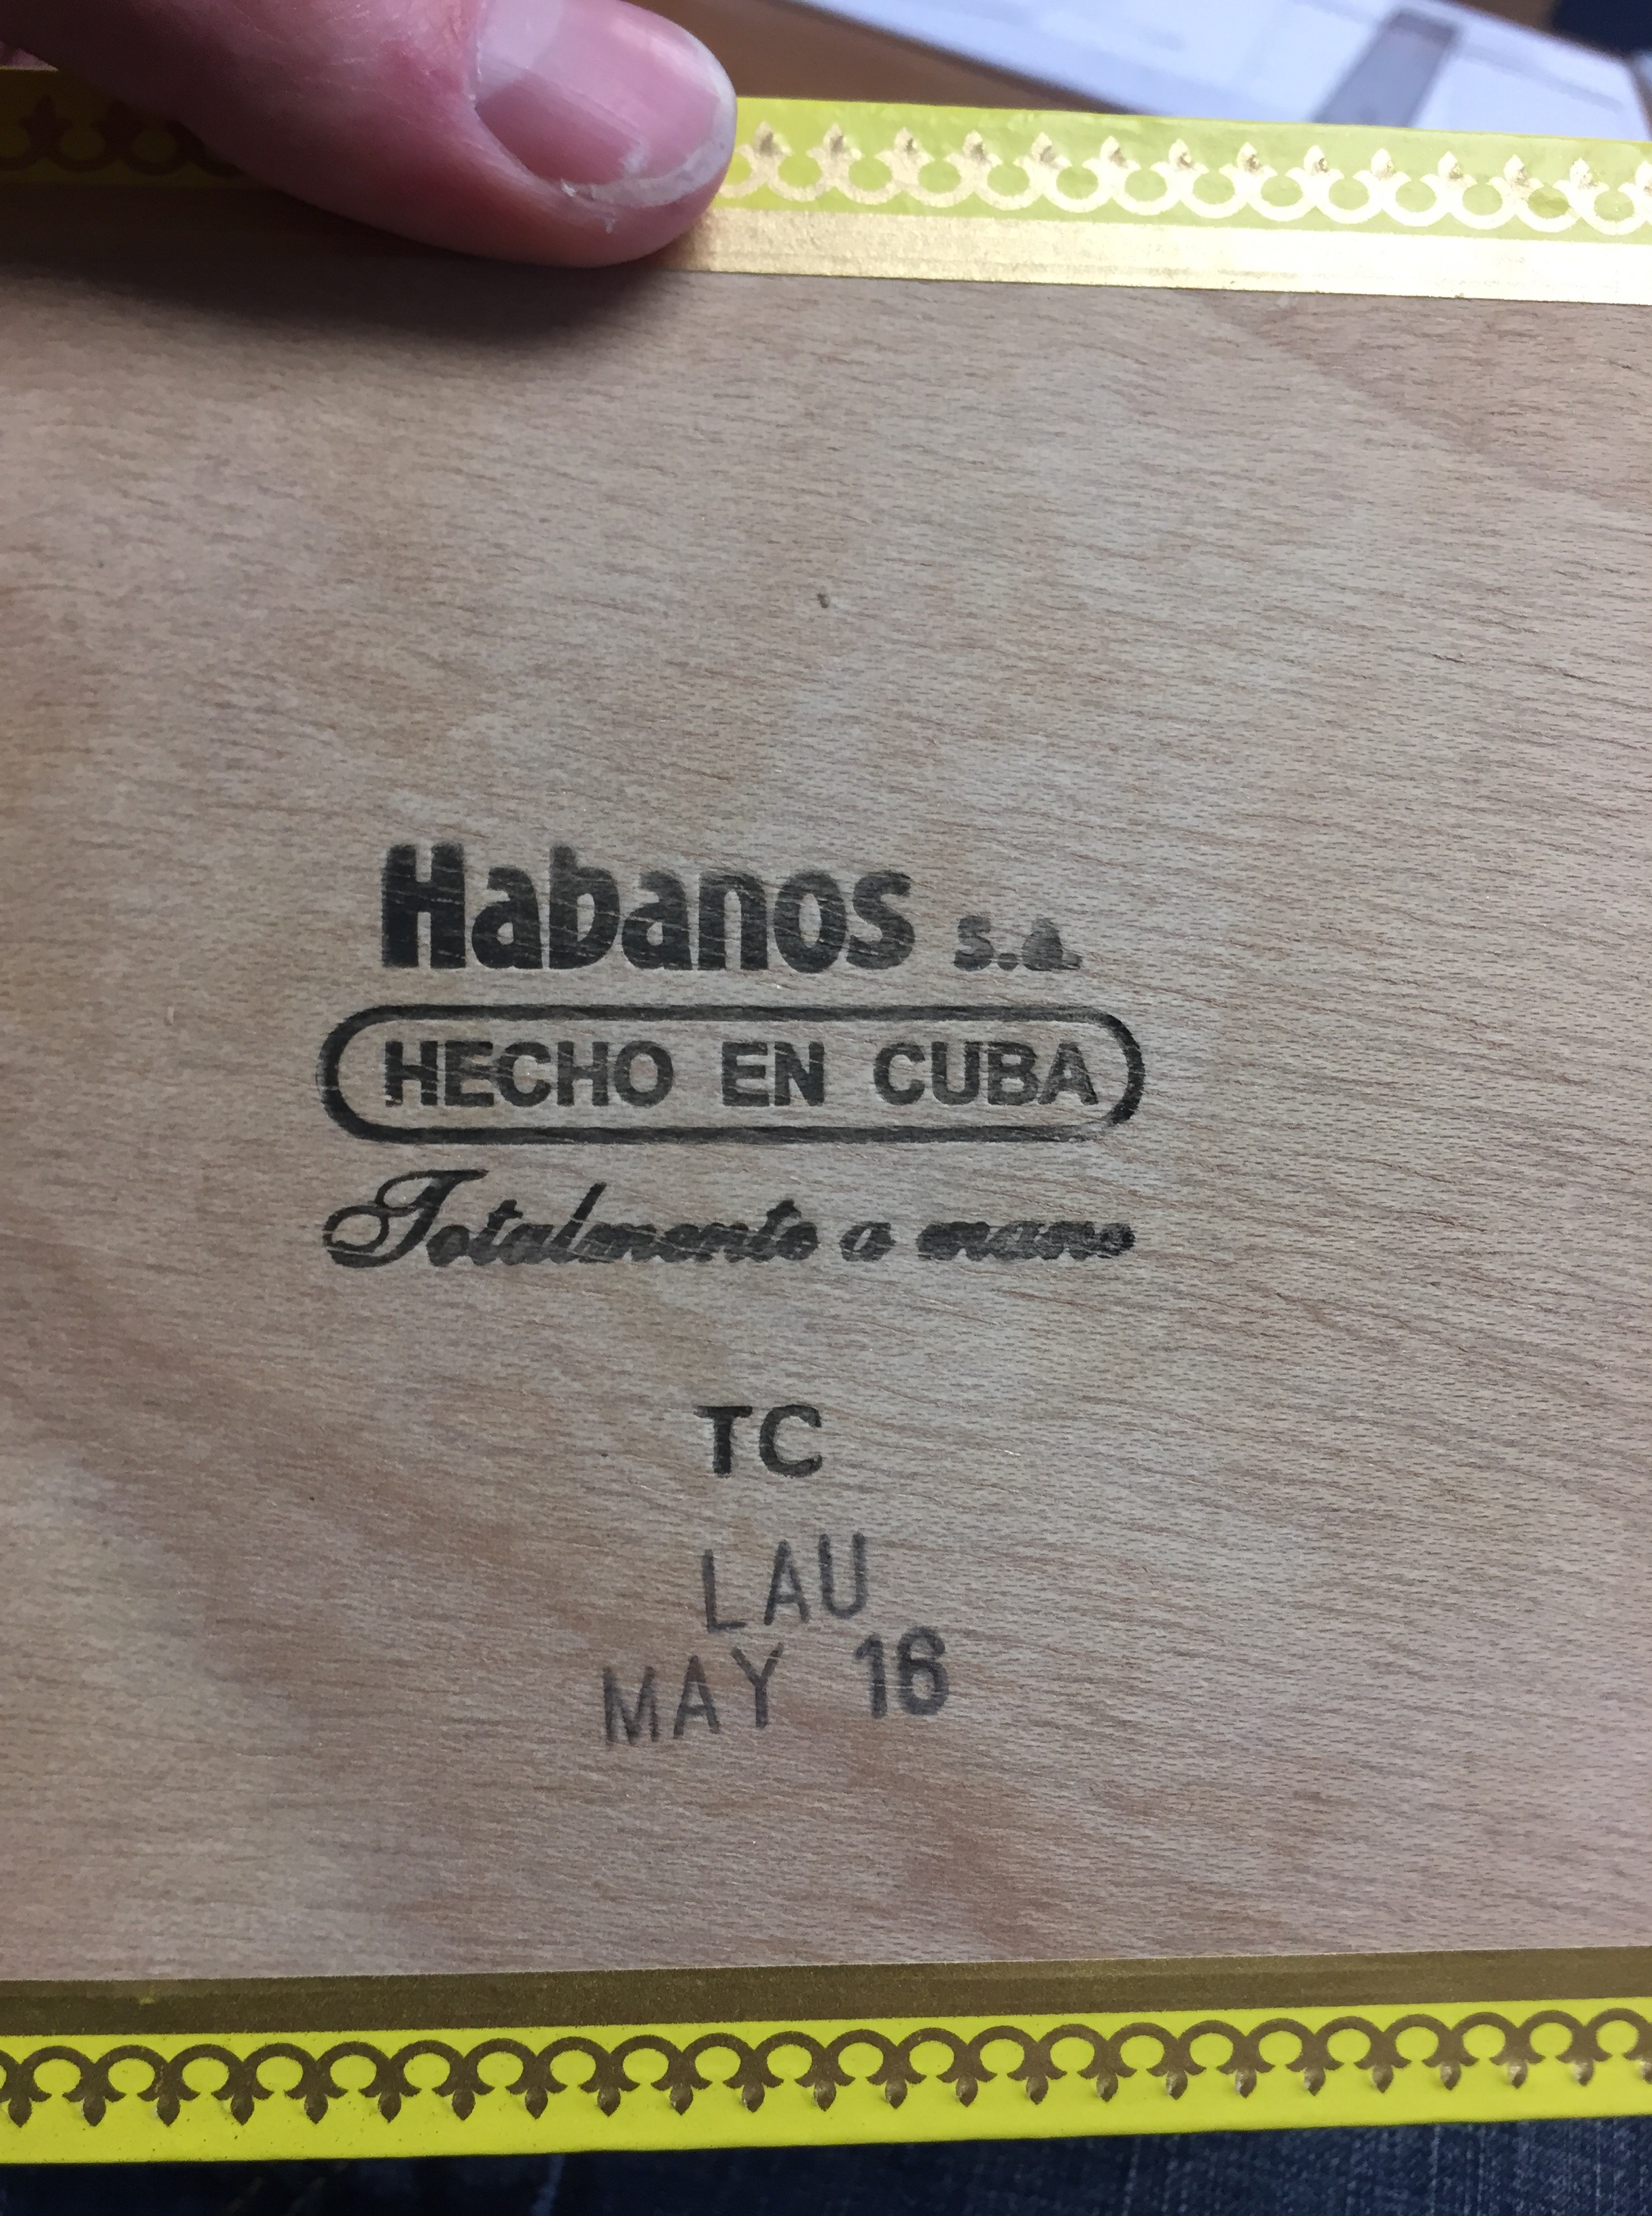 Habanos s.a.
HECHO EN CUBA
Totalmente a mano
TC
LAU
MAY 16